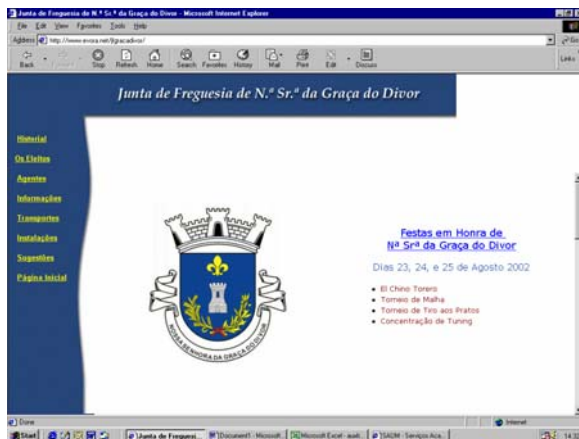 Junta de Freguesia de N.ª Sr.ª da Graça do Divor - Microsoft Internet Explorer
File Edit View Favorites Tools Help
Address http://www.evora.net/jfgracadivor/
Back Stop Refresh Home Search Favorites History Mail Print Edit Discuss
Links
Junta de Freguesia de N.ª Sr.ª da Graça do Divor
Historial
Os Eleitos
Agentes
Informações
Transportes
Instalações
Sugestões
Página Inicial
NOSSA SENHORA DA GRAÇA DO DIVOR
Festas em Honra de
Nª Srª da Graça do Divor
Dias 23, 24, e 25 de Agosto 2002
El Chino Torero
Torneio de Malha
Torneio de Tiro aos Pratos
Concentração de Tuning
Done
Internet
Start
Junta de Freguesi...
Document1 - Microsoft...
Microsoft Excel
SAUM - Serviços Aca...